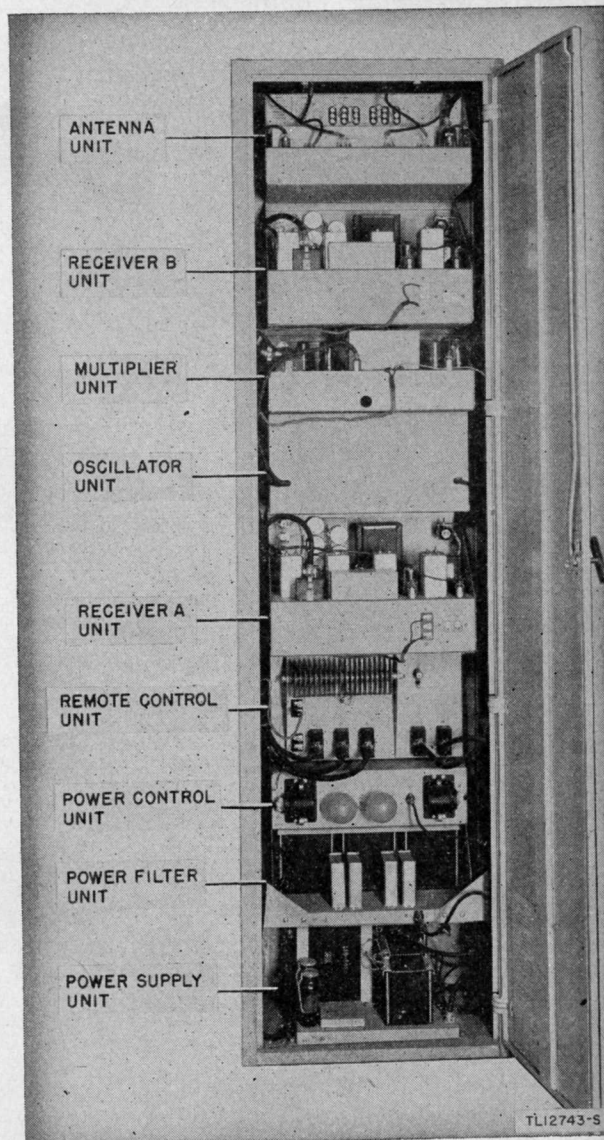 ANTENNA
UNIT
RECEIVER B
UNIT
MULTIPLIER
UNIT
OSCILLATOR
UNIT
RECEIVER A
UNIT
REMOTE CONTROL
UNIT
POWER CONTROL
UNIT
POWER FILTER
UNIT
POWER SUPPLY
UNIT
TL12743-S